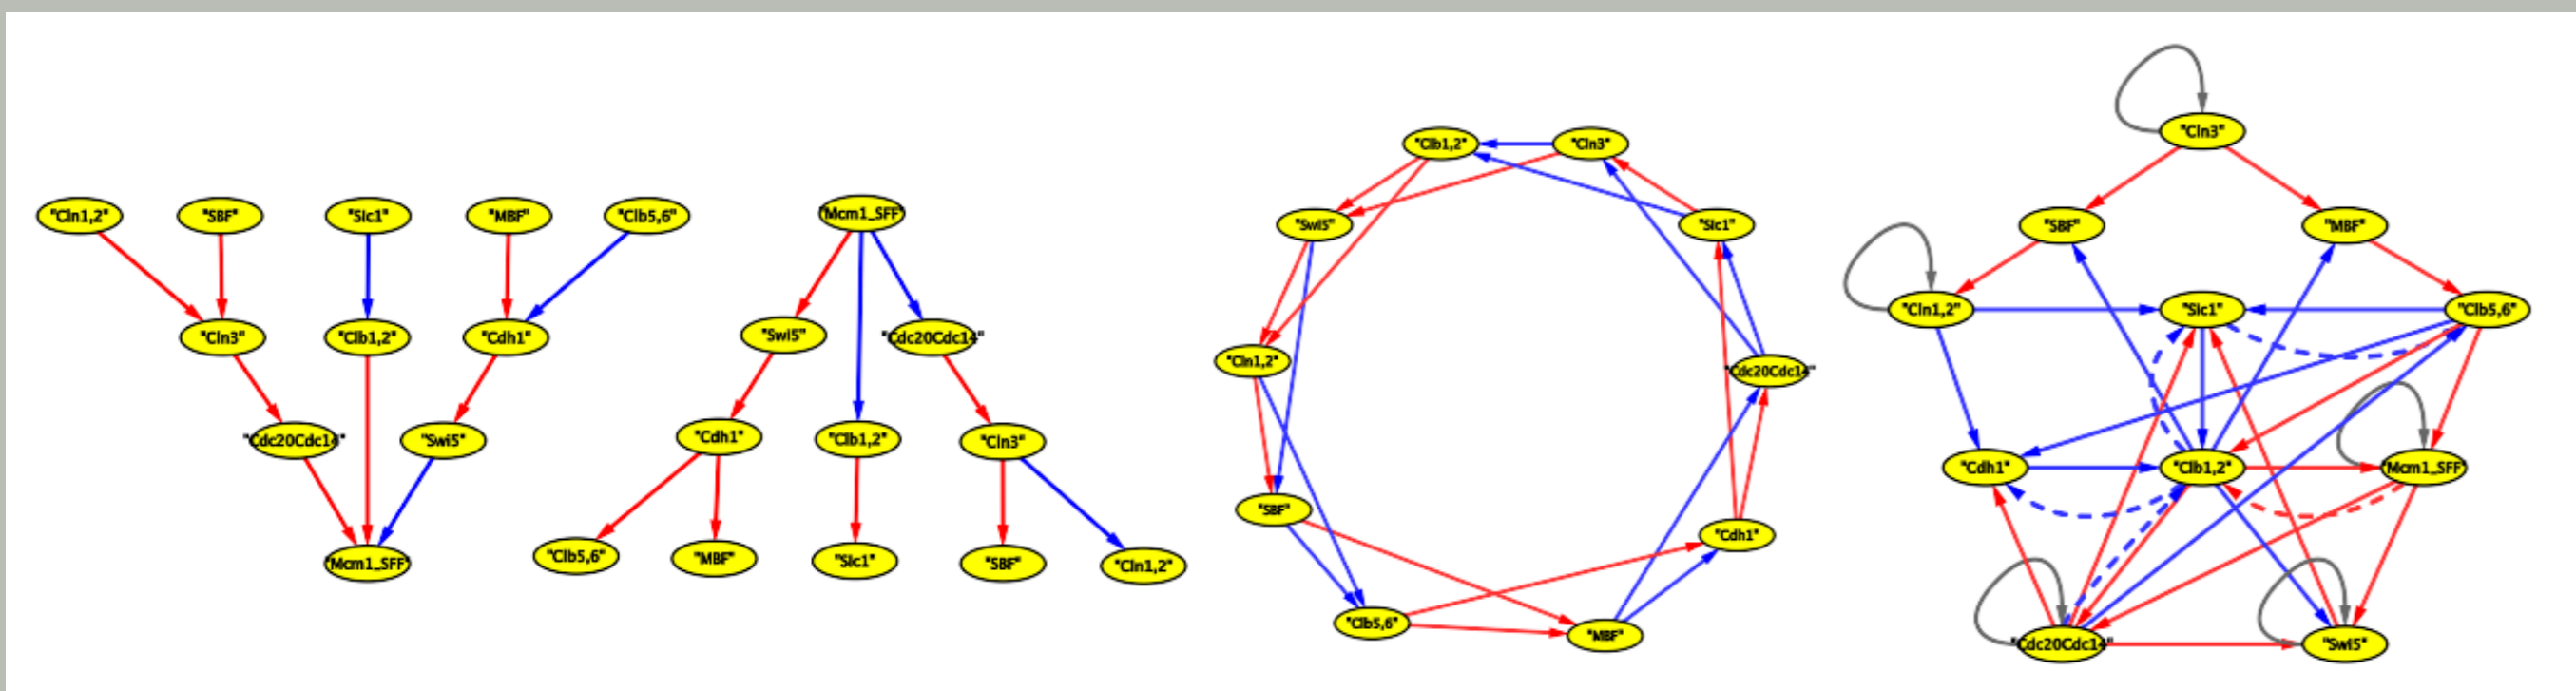 "Cln1,2" "SBF" "Sic1" "MBF" "Clb5,6"
"Cln3" "Clb1,2" "Cdh1"
"Cdc20Cdc14" "Swi5"
"Mcm1_SFF"
"Mcm1_SFF"
"Swi5" "Cdc20Cdc14"
"Cdh1" "Clb1,2" "Cln3"
"Clb5,6" "MBF" "Sic1" "SBF" "Cln1,2"
"Clb1,2" "Cln3"
"Swi5" "Sic1"
"Cln1,2" "Cdc20Cdc14"
"SBF" "Cdh1"
"Clb5,6" "MBF"
"Cln3"
"SBF" "MBF"
"Cln1,2" "Sic1" "Clb5,6"
"Cdh1" "Clb1,2" "Mcm1_SFF"
"Cdc20Cdc14" "Swi5"